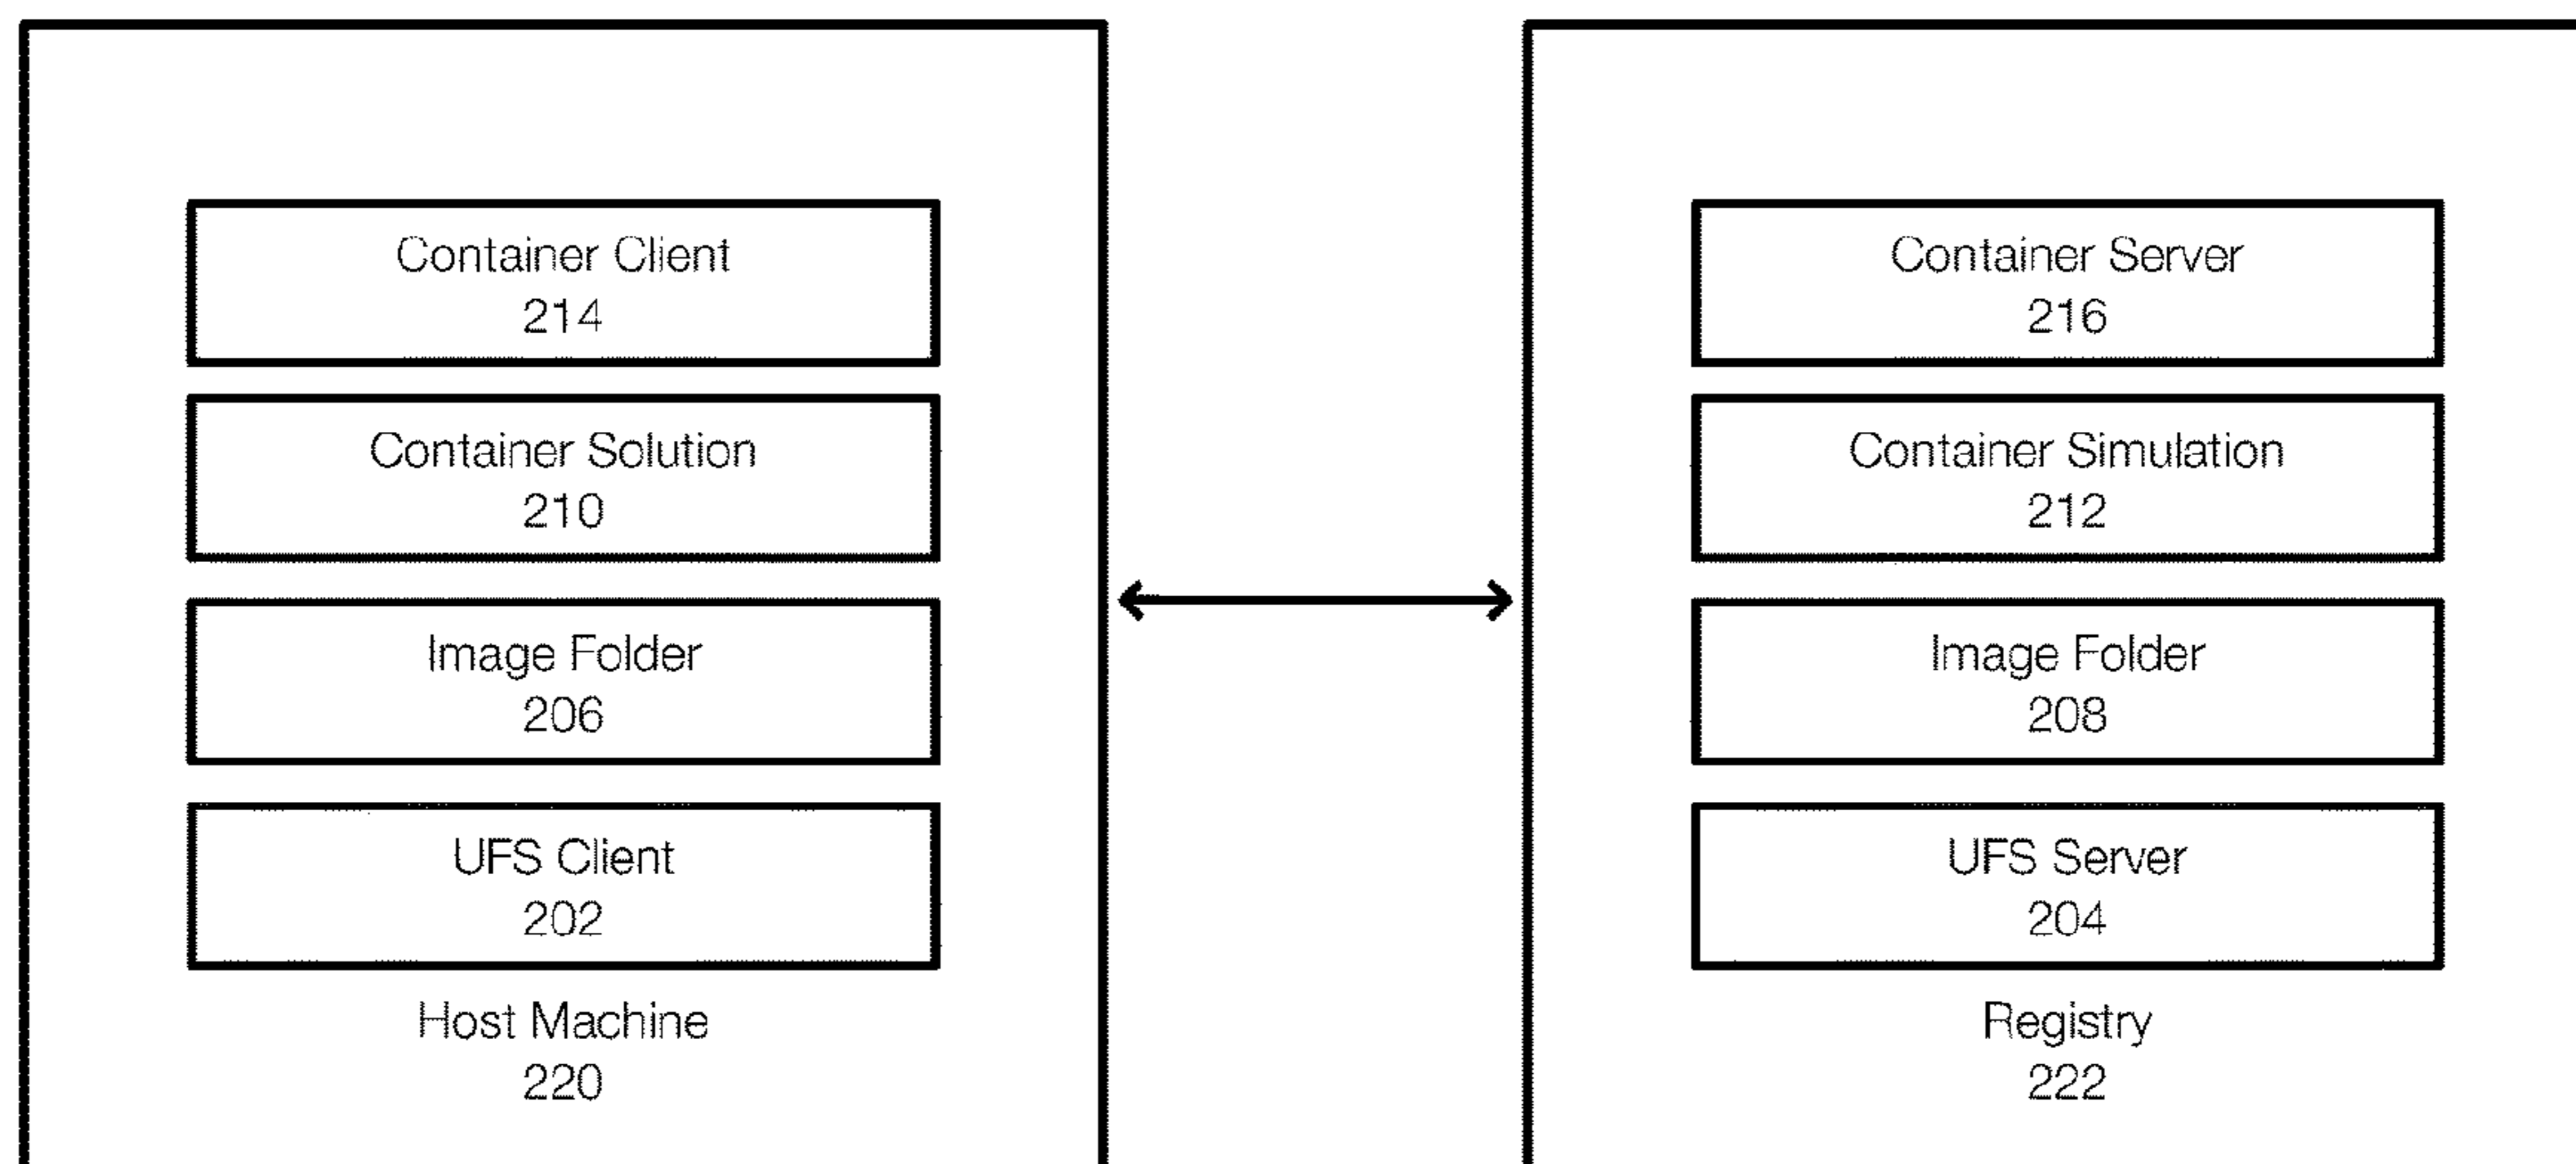 Container Client
214
Container Solution
210
Image Folder
206
UFS Client
202
Host Machine
220
Container Server
216
Container Simulation
212
Image Folder
208
UFS Server
204
Registry
222